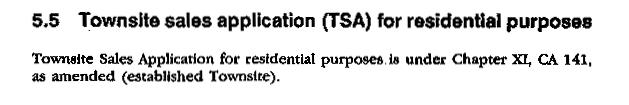 5.5 Townsite sales application (TSA) for residential purposes
Townsite Sales Application for residential purposes is under Chapter XI, CA 141,
as amended (established Townsite).